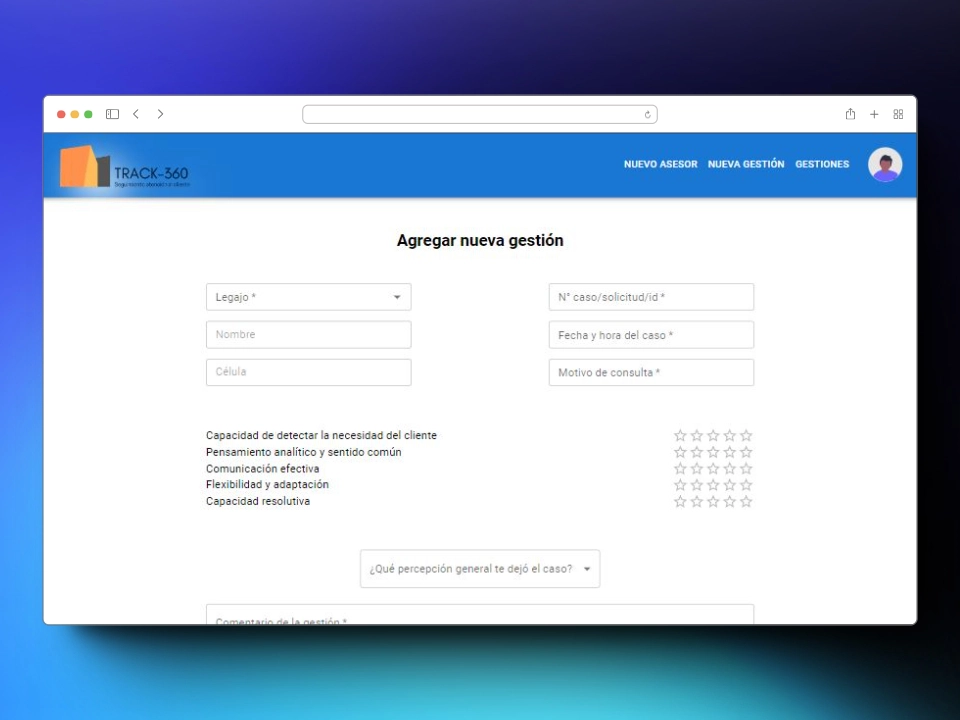 TRACK-360
Seguimiento atención al cliente
NUEVO ASESOR NUEVA GESTIÓN GESTIONES
Agregar nueva gestión
Legajo *
N° caso/solicitud/id *
Nombre
Fecha y hora del caso *
Célula
Motivo de consulta *
Capacidad de detectar la necesidad del cliente
Pensamiento analítico y sentido común
Comunicación efectiva
Flexibilidad y adaptación
Capacidad resolutiva
¿Qué percepción general te dejó el caso?
Comentario de la gestión *